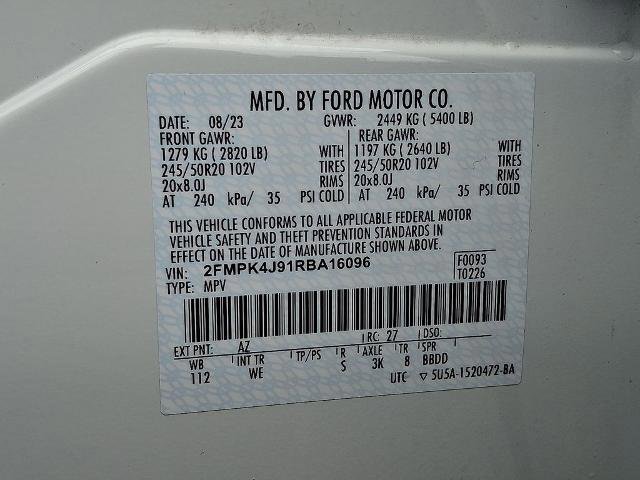 MFD. BY FORD MOTOR CO.
DATE: 08/23 GVWR: 2449 KG ( 5400 LB)
FRONT GAWR: REAR GAWR:
1279 KG ( 2820 LB) WITH 1197 KG ( 2640 LB) WITH
245/50R20 102V TIRES 245/50R20 102V TIRES
20x8.0J RIMS 20x8.0J RIMS
AT 240 kPa/ 35 PSI COLD AT 240 kPa/ 35 PSI COLD
THIS VEHICLE CONFORMS TO ALL APPLICABLE FEDERAL MOTOR
VEHICLE SAFETY AND THEFT PREVENTION STANDARDS IN
EFFECT ON THE DATE OF MANUFACTURE SHOWN ABOVE.
VIN: 2FMPK4J91RBA16096 F0093
TYPE: MPV T0226
EXT PNT: AZ RC: 27 DSO:
WB INT TR TP/PS R AXLE TR SPR
112 WE S 3K 8 BBDD
UTC ▽ 5U5A-1520472-BA